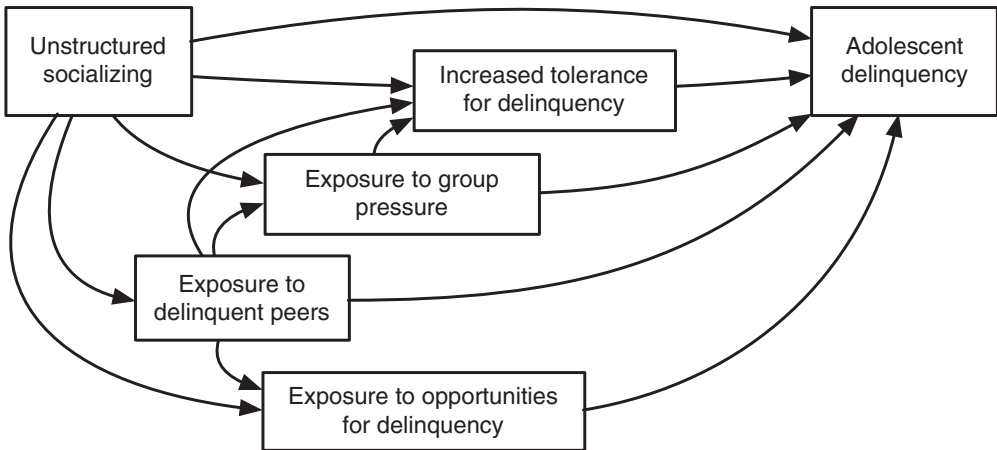 Unstructured
socializing
Adolescent
delinquency
Increased tolerance
for delinquency
Exposure to group
pressure
Exposure to
delinquent peers
Exposure to opportunities
for delinquency